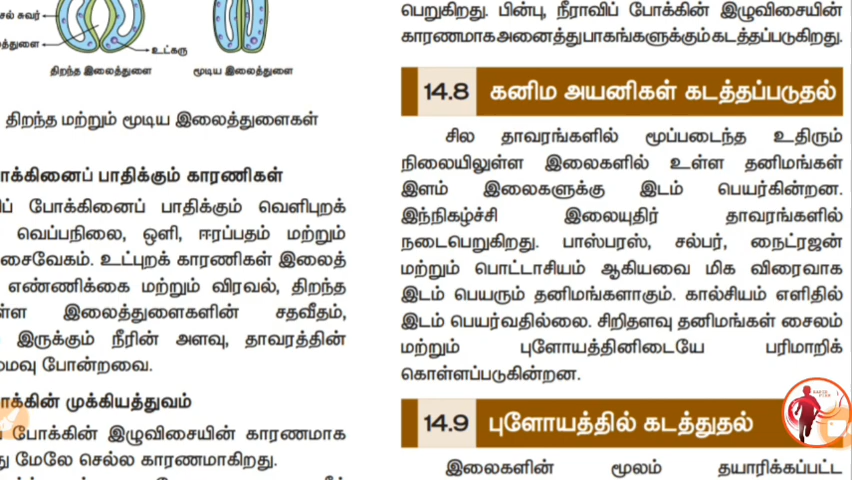 செல் சுவர்
உட்கரு
திறந்த இலைத்துளை
மூடிய இலைத்துளை
திறந்த மற்றும் மூடிய இலைத்துளைகள்
பாதிக்கும் காரணிகள்
போக்கினைப் பாதிக்கும் வெளிபுறக்
வெப்பநிலை, ஒளி, ஈரப்பதம் மற்றும்
உட்புறக் காரணிகள் இலைத்
எண்ணிக்கை மற்றும் விரவல், திறந்த
இலைத்துளைகளின் சதவீதம்,
இருக்கும் நீரின் அளவு, தாவரத்தின்
போன்றவை.
முக்கியத்துவம்
போக்கின் இழுவிசையின் காரணமாக
மேலே செல்ல காரணமாகிறது.
பெறுகிறது. பின்பு, நீராவிப் போக்கின் இழுவிசையின்
காரணமாக அனைத்து பாகங்களுக்கும் கடத்தப்படுகிறது.
14.8 கனிம அயனிகள் கடத்தப்படுதல்
சில தாவரங்களில் மூப்படைந்த உதிரும்
நிலையிலுள்ள இலைகளில் உள்ள தனிமங்கள்
இளம் இலைகளுக்கு இடம் பெயர்கின்றன.
இந்நிகழ்ச்சி இலையுதிர் தாவரங்களில்
நடைபெறுகிறது. பாஸ்பரஸ், சல்பர், நைட்ரஜன்
மற்றும் பொட்டாசியம் ஆகியவை மிக விரைவாக
இடம் பெயரும் தனிமங்களாகும். கால்சியம் எளிதில்
இடம் பெயர்வதில்லை. சிறிதளவு தனிமங்கள் சைலம்
மற்றும் புளோயத்தினிடையே பரிமாறிக்
கொள்ளப்படுகின்றன.
14.9 புளோயத்தில் கடத்துதல்
இலைகளின் மூலம் தயாரிக்கப்பட்ட